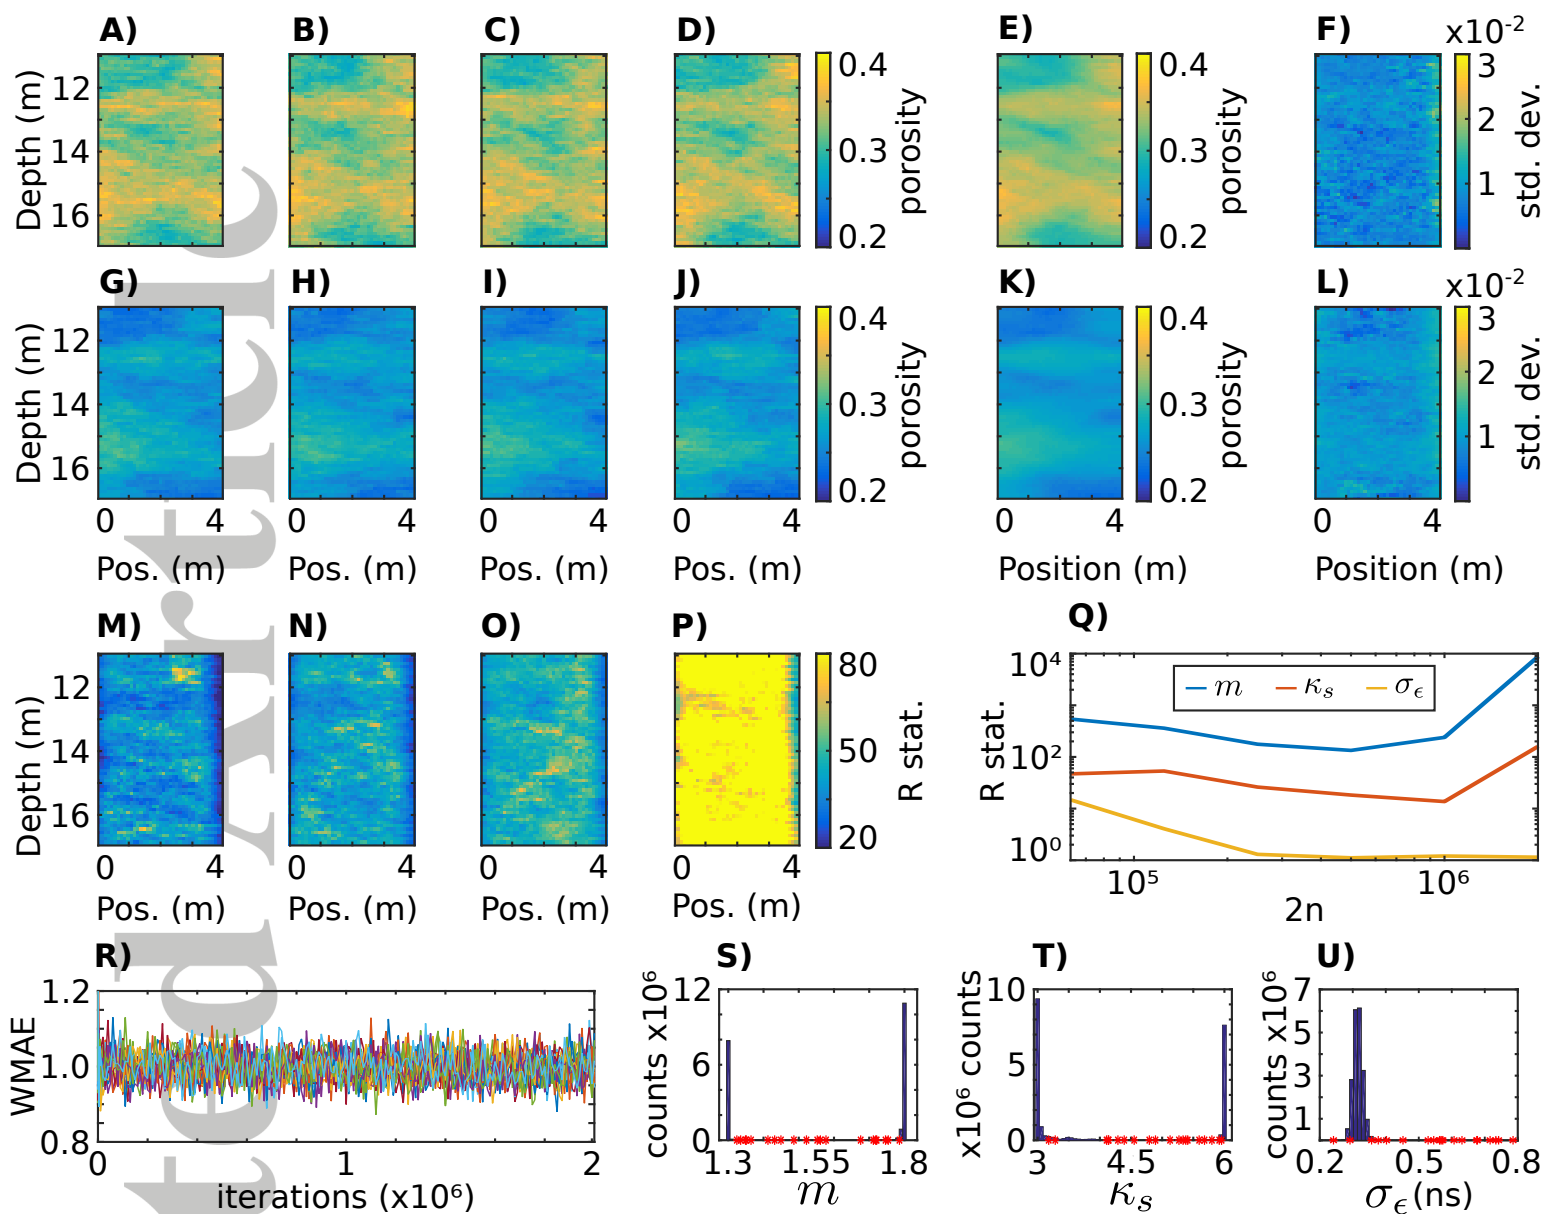 A) B) C) D) E) F) x10⁻²
12 14 16 Depth (m)
0.4 0.3 0.2 porosity
0.4 0.3 0.2 porosity
3 2 1 std. dev.
G) H) I) J) K) L) x10⁻²
12 14 16 Depth (m)
0.4 0.3 0.2 porosity
0.4 0.3 0.2 porosity
3 2 1 std. dev.
0 4 0 4 0 4 0 4 0 4 0 4
Pos. (m) Pos. (m) Pos. (m) Pos. (m) Position (m) Position (m)
M) N) O) P) Q)
12 14 16 Depth (m)
80 50 20 R stat.
0 4 0 4 0 4 0 4
Pos. (m) Pos. (m) Pos. (m) Pos. (m)
10⁴ 10² 10⁰ R stat.
m κₛ σ_ϵ
10⁵ 10⁶
2n
R) S) T) U)
1.2 1.0 0.8 WMAE
0 1 2
iterations (x10⁶)
12 9 6 3 0 counts x10⁶
1.3 1.55 1.8
m
10 5 0 x10⁶ counts
3 4.5 6
κₛ
7 5 3 1 counts x10⁶
0.2 0.5 0.8
σ_ϵ (ns)
ted Article